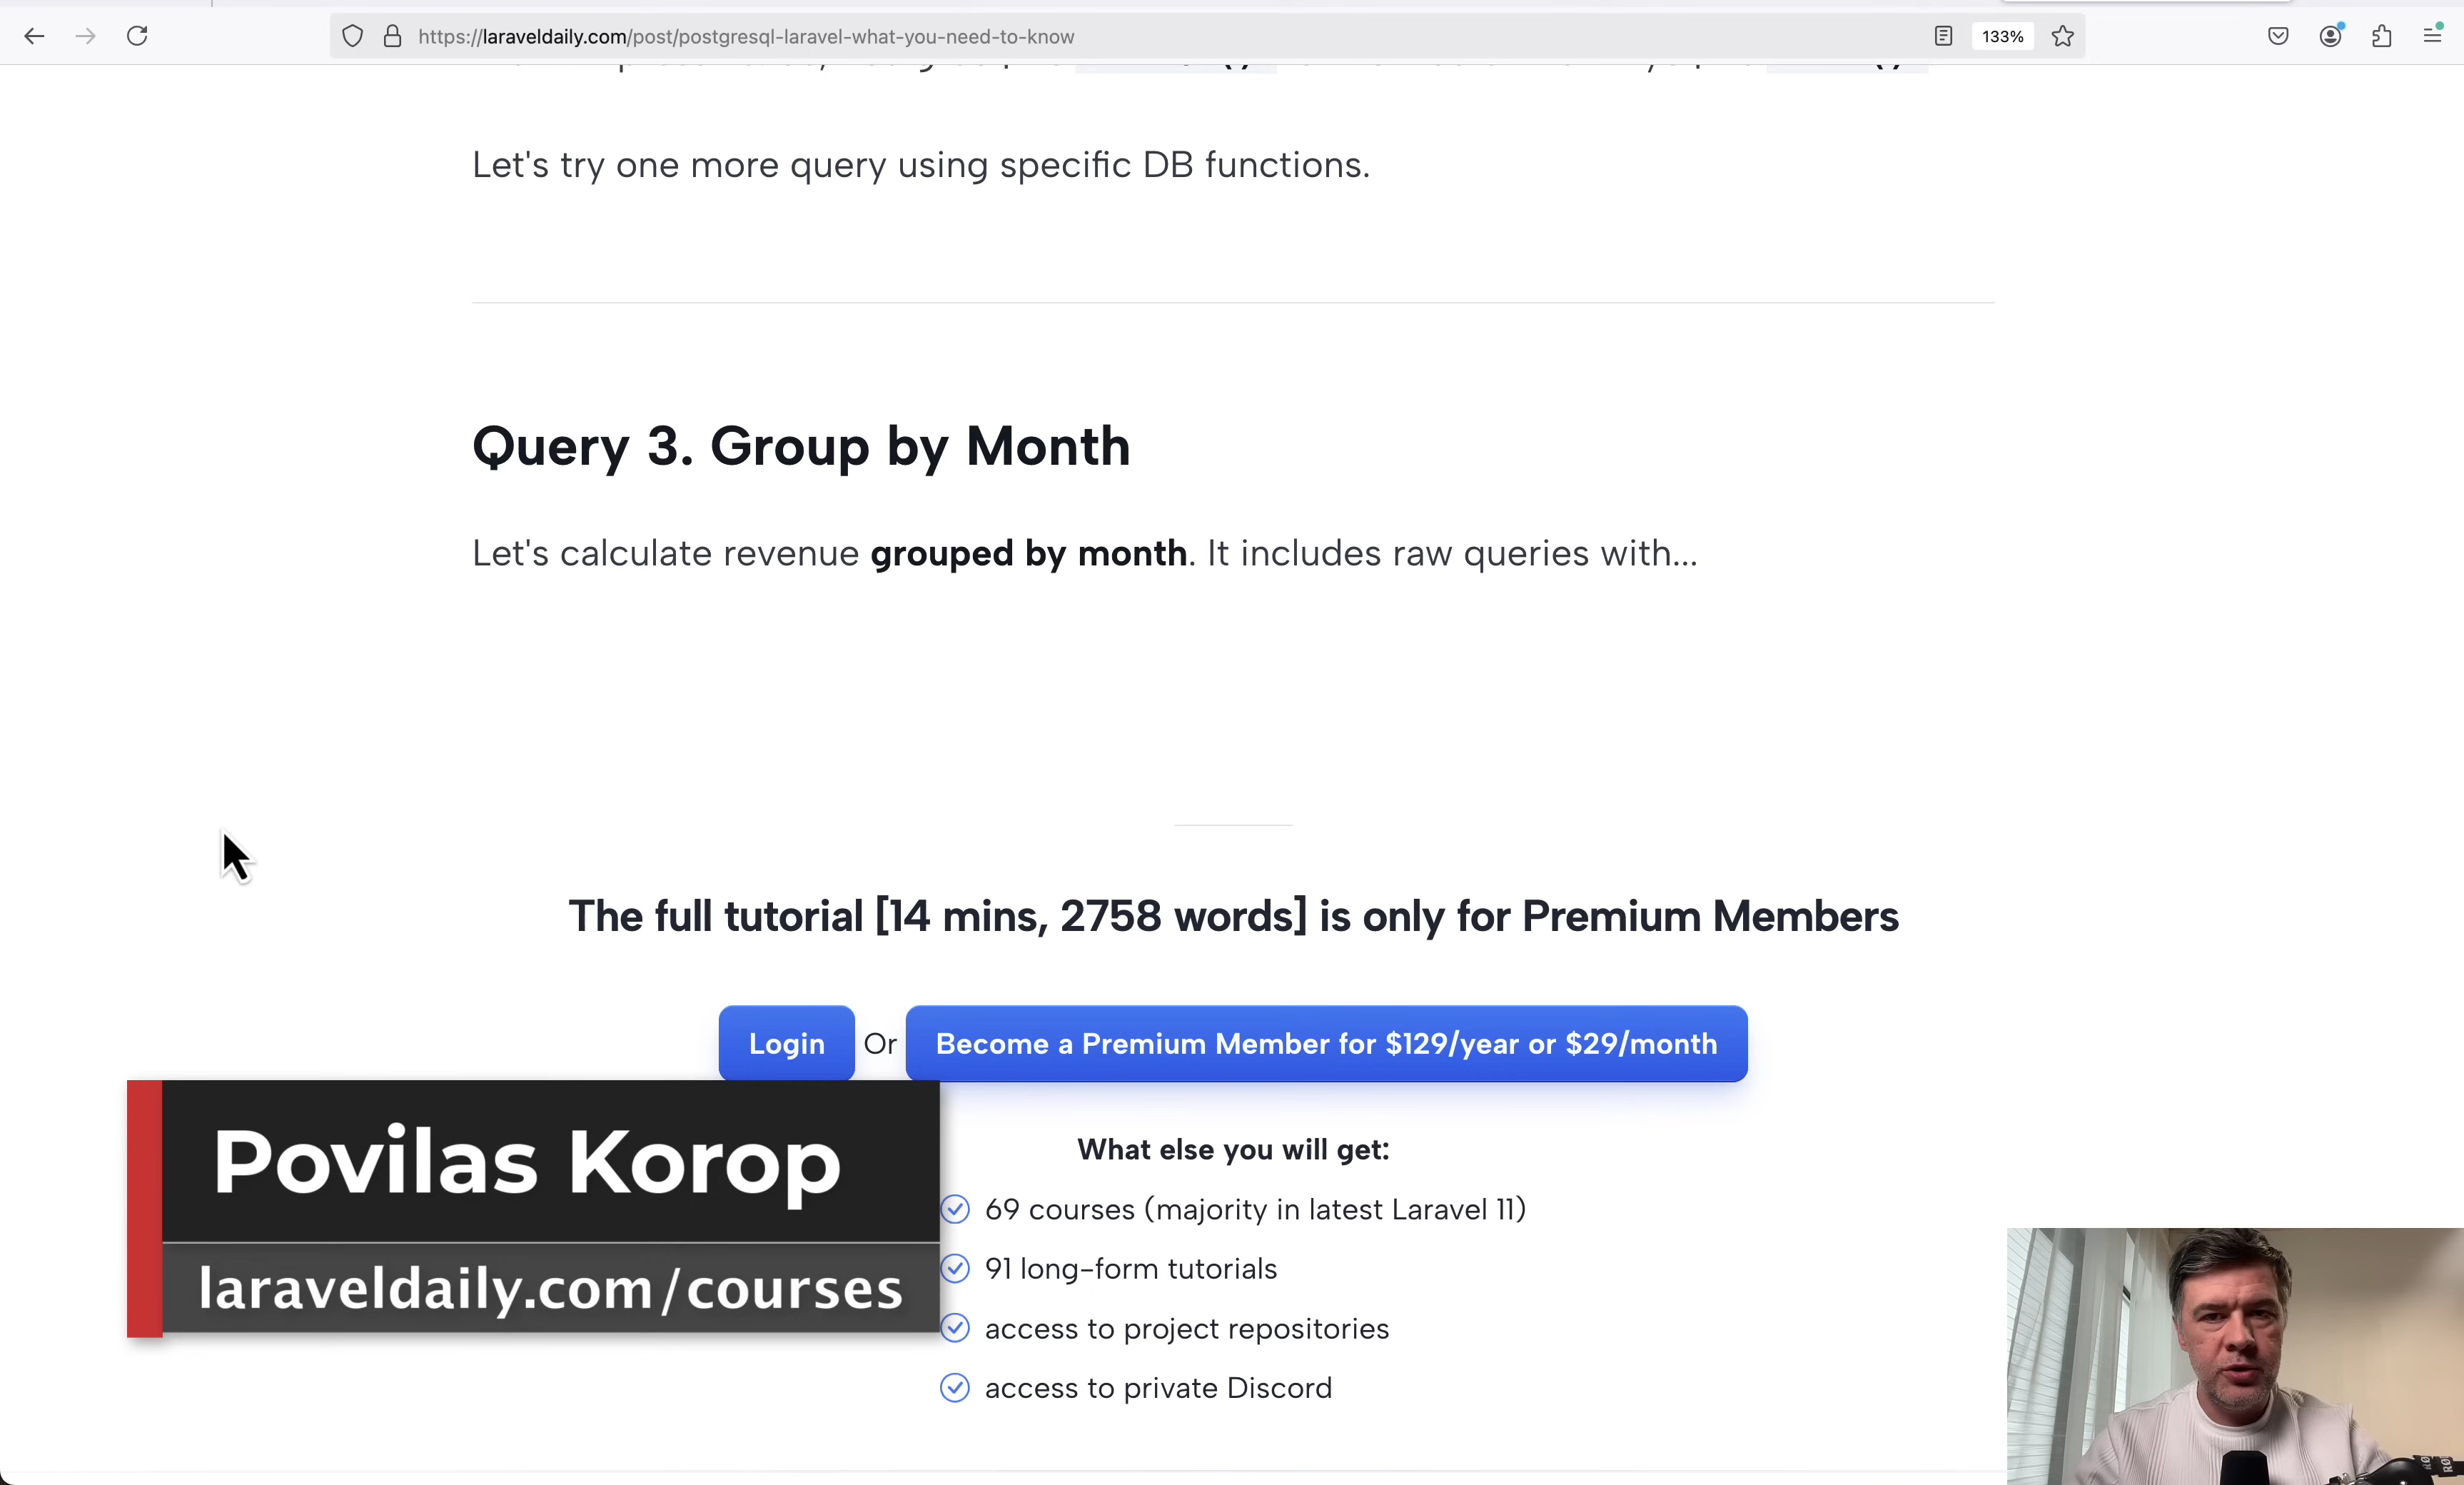 https://laraveldaily.com/post/postgresql-laravel-what-you-need-to-know
133%
Let's try one more query using specific DB functions.
Query 3. Group by Month
Let's calculate revenue grouped by month. It includes raw queries with...
The full tutorial [14 mins, 2758 words] is only for Premium Members
Login Or Become a Premium Member for $129/year or $29/month
What else you will get:
69 courses (majority in latest Laravel 11)
91 long-form tutorials
access to project repositories
access to private Discord
Povilas Korop
laraveldaily.com/courses